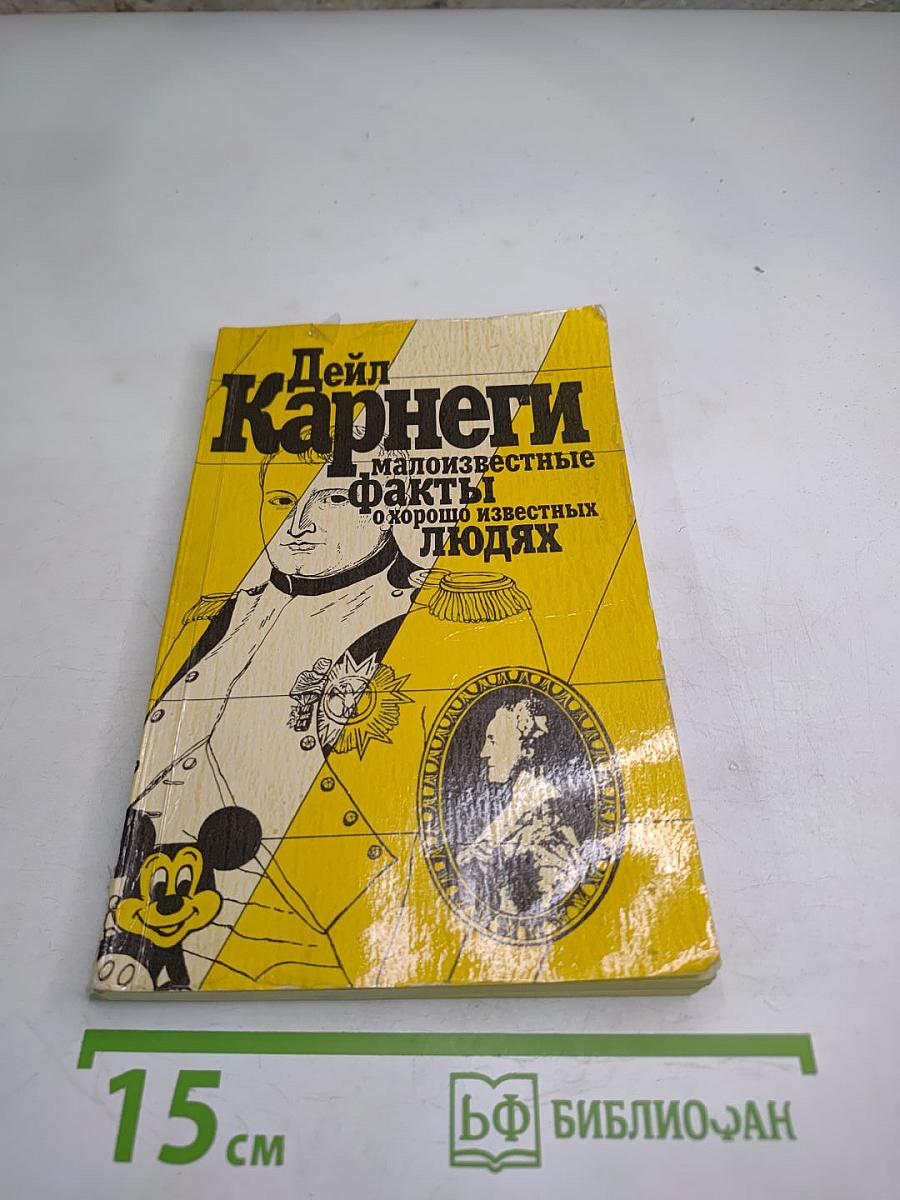 Дейл
Карнеги
малоизвестные
факты
о хорошо известных
людях
15 см
БФ БИБЛИОФАН